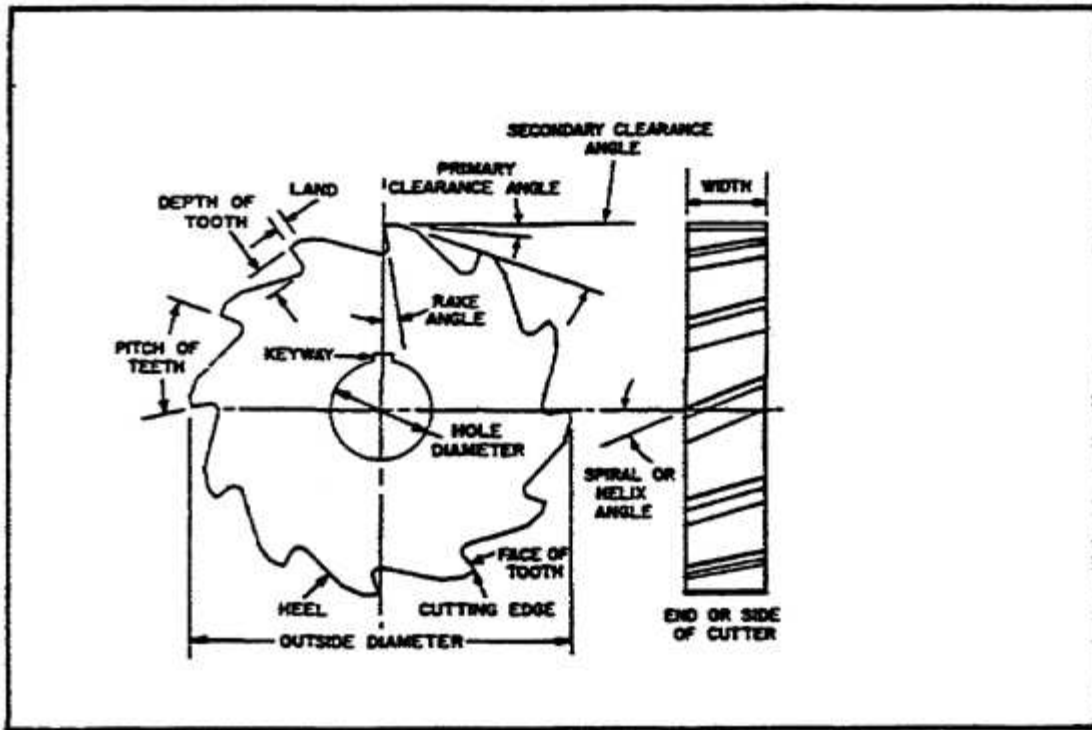 SECONDARY CLEARANCE
ANGLE
PRIMARY
CLEARANCE ANGLE
WIDTH
LAND
DEPTH OF
TOOTH
RAKE
ANGLE
KEYWAY
PITCH OF
TEETH
HOLE
DIAMETER
SPIRAL OR
HELIX
ANGLE
FACE OF
TOOTH
HEEL
CUTTING EDGE
END OR SIDE
OF CUTTER
OUTSIDE DIAMETER